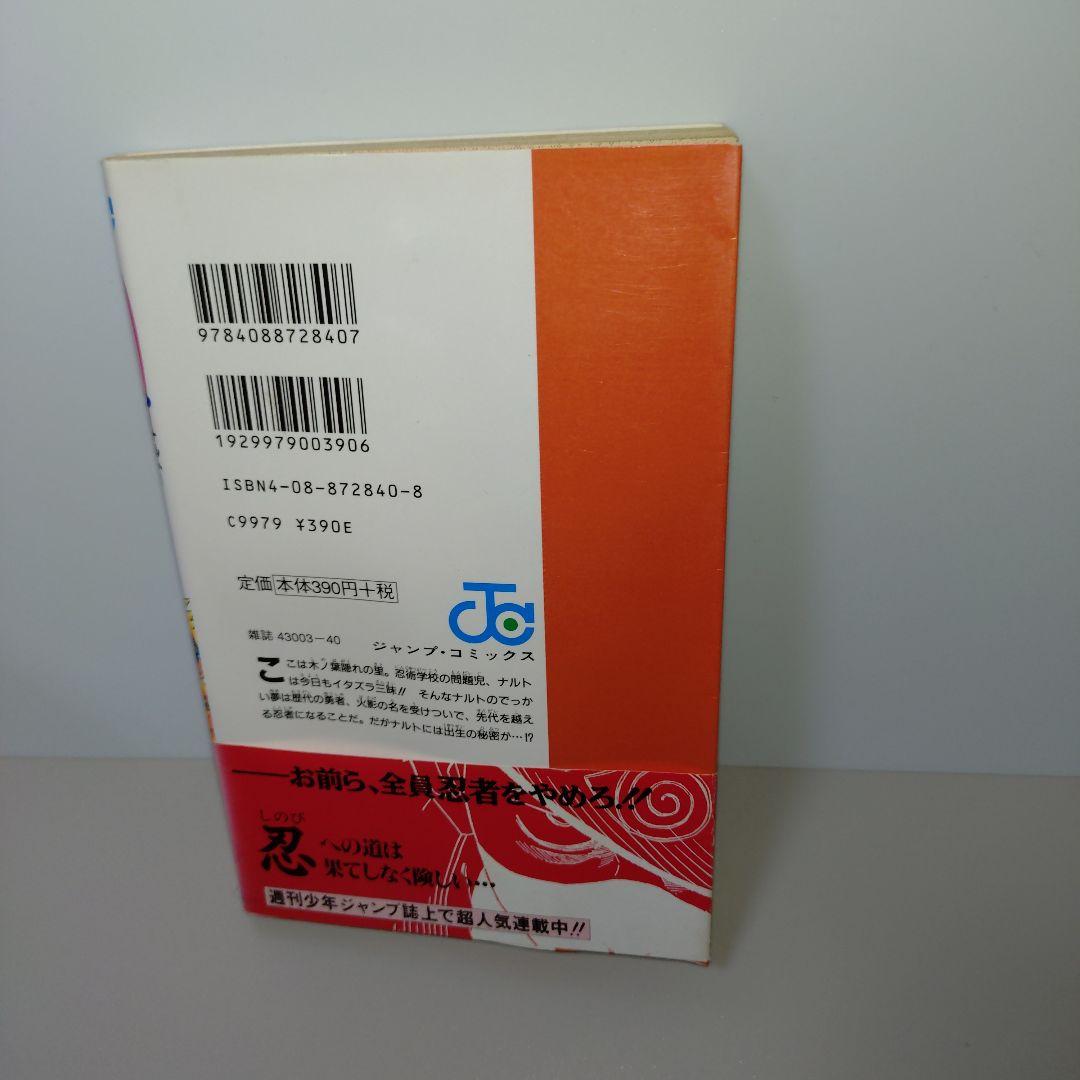 9784088728407
1929979003906
ISBN4-08-872840-8
C9979 ¥390E
定価 本体390円+税
雑誌 43003-40
ジャンプ・コミックス
ここは木ノ葉隠れの里。忍術学校の問題児、ナルト
は今日もイタズラ三昧!! そんなナルトのでっか
い夢は歴代の勇者、火影の名を受けついで、先代を越え
る忍者になることだ。だがナルトには出生の秘密が…!?
――お前ら、全員忍者をやめろ!!
しのび
忍への道は
果てしなく険しい…
週刊少年ジャンプ誌上で超人気連載中!!